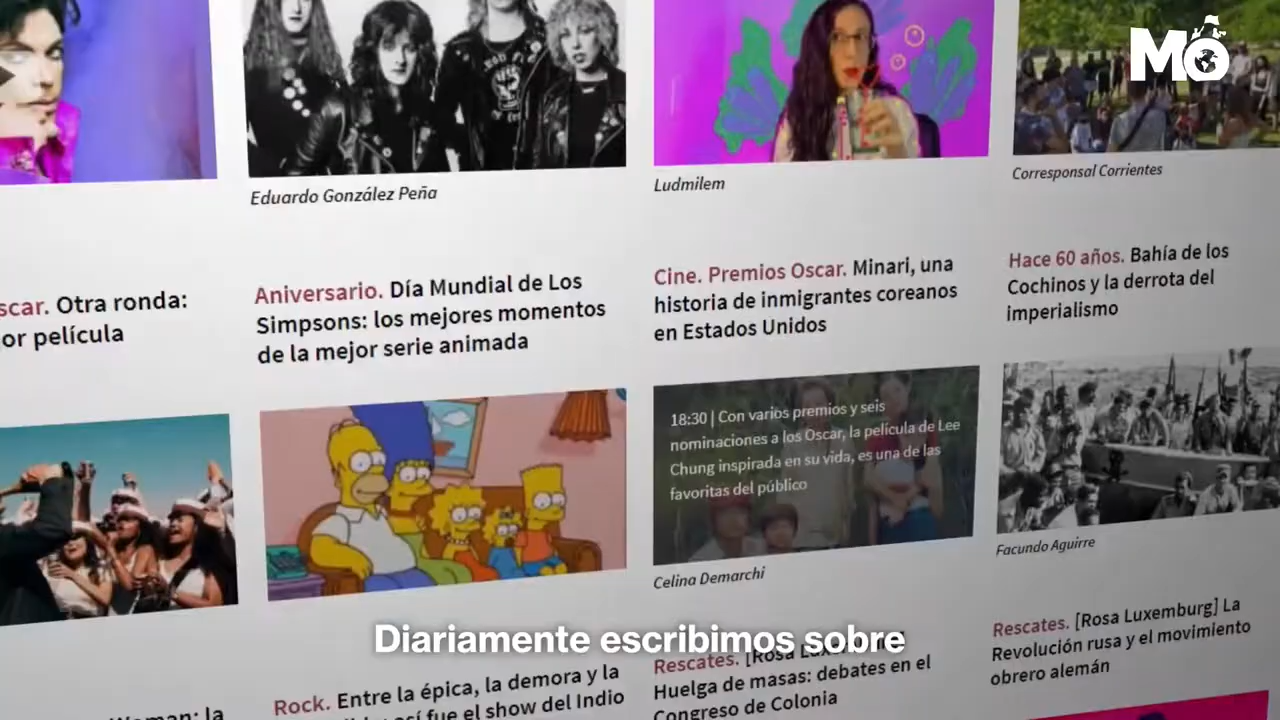 MO
Eduardo González Peña
Ludmilem
Corresponsal Corrientes
scar. Otra ronda:
or película
Aniversario. Día Mundial de Los
Simpsons: los mejores momentos
de la mejor serie animada
Cine. Premios Oscar. Minari, una
historia de inmigrantes coreanos
en Estados Unidos
Hace 60 años. Bahía de los
Cochinos y la derrota del
imperialismo
18:30 | Con varios premios y seis
nominaciones a los Oscar, la película de Lee
Chung inspirada en su vida, es una de las
favoritas del público
Celina Demarchi
Facundo Aguirre
Diariamente escribimos sobre
Rock. Entre la épica, la demora y la
así fue el show del Indio
Rescates. [Rosa Luxemburg]
Huelga de masas: debates en el
Congreso de Colonia
Rescates. [Rosa Luxemburg] La
Revolución rusa y el movimiento
obrero alemán